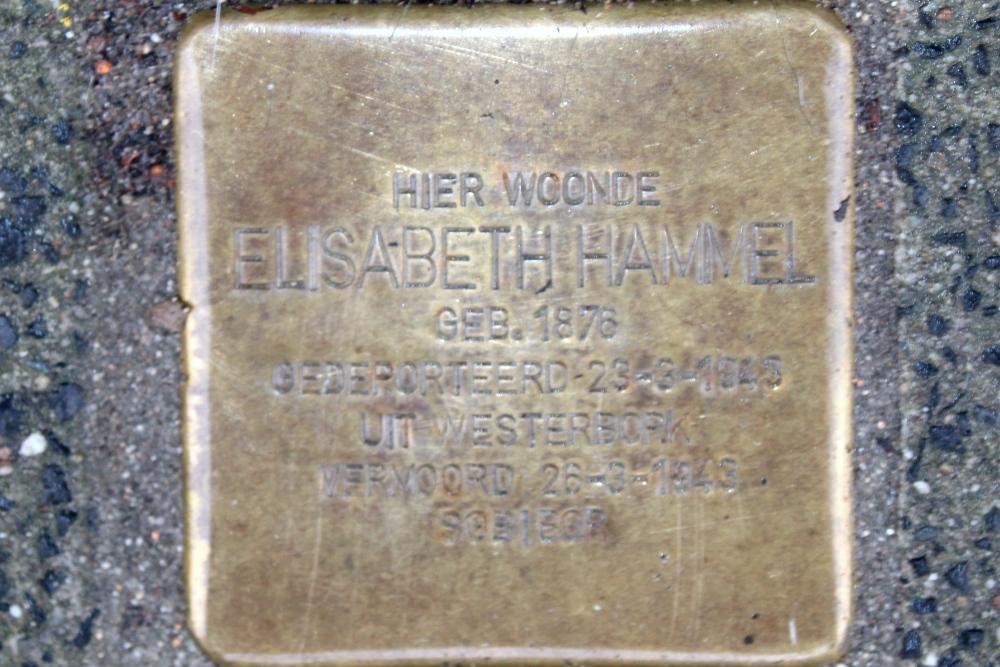 HIER WOONDE
ELISABETH HAMMEL
GEB. 1876
GEDEPORTEERD 23-3-1943
UIT WESTERBORK
VERMOORD 26-3-1943
SOBIBOR